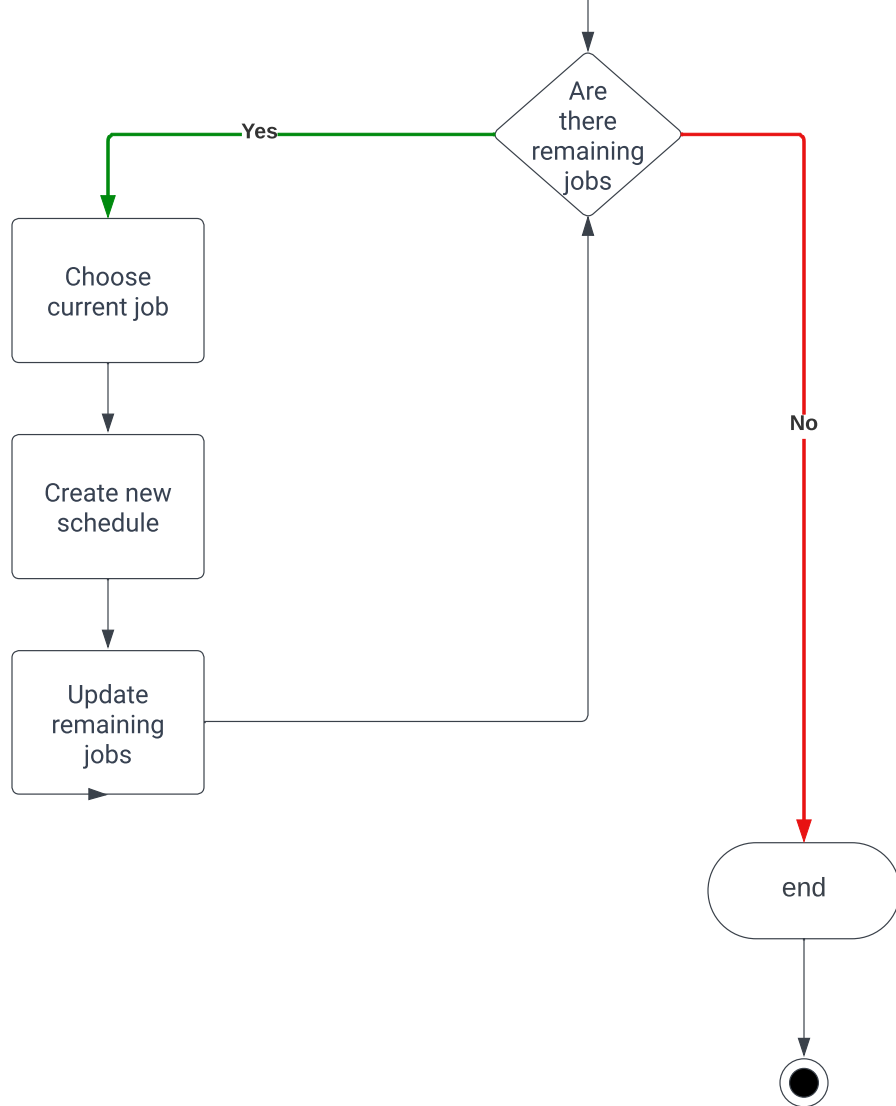 Are
there
remaining
jobs
Yes
Choose
current job
No
Create new
schedule
Update
remaining
jobs
end